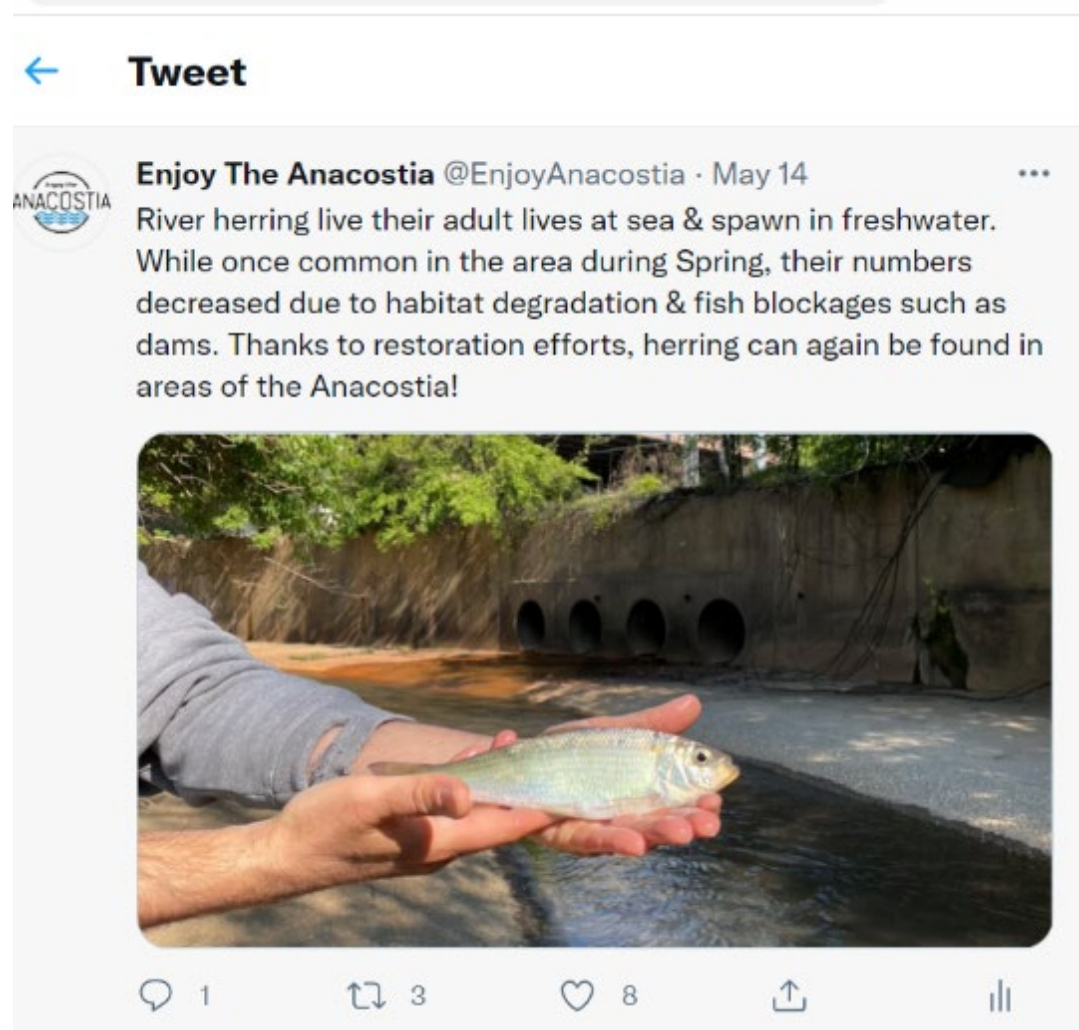 Tweet
Enjoy The Anacostia @EnjoyAnacostia · May 14
ANACOSTIA
River herring live their adult lives at sea & spawn in freshwater.
While once common in the area during Spring, their numbers
decreased due to habitat degradation & fish blockages such as
dams. Thanks to restoration efforts, herring can again be found in
areas of the Anacostia!
1 3 8